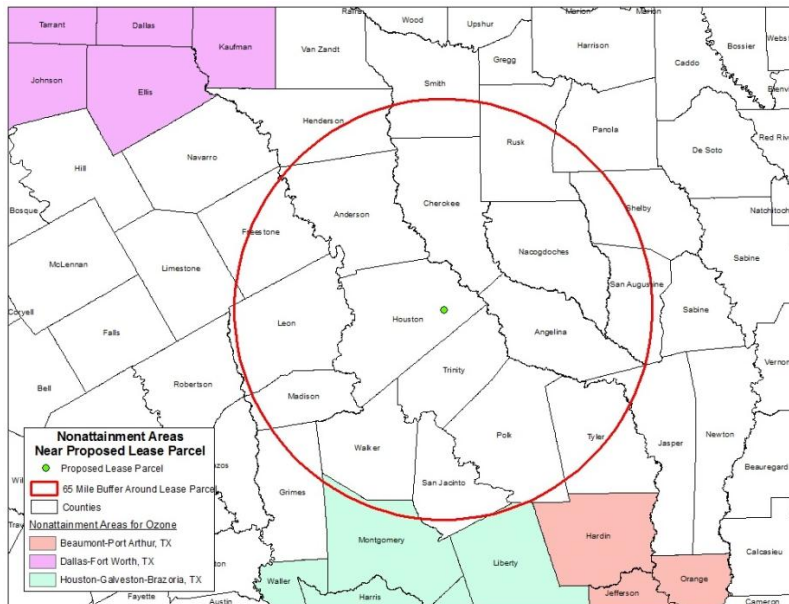 Tarrant
Dallas
Kaufman
Van Zandt
Wood
Upshur
Marion
Marion
Bossier
Harrison
Caddo
Gregg
Smith
Johnson
Ellis
Henderson
Rusk
Panola
De Soto
Hill
Navarro
Bosque
Anderson
Cherokee
Shelby
Freestone
Nacogdoches
McLennan
Limestone
San Augustine
Sabine
Sabine
Coryell
Leon
Houston
Angelina
Falls
Trinity
Bell
Robertson
Madison
Polk
Tyler
Jasper
Newton
Walker
San Jacinto
Grimes
Beauregard
Montgomery
Liberty
Hardin
Calcasieu
Waller
Harris
Jefferson
Orange
Cameron
Fayette
Austin
Nonattainment Areas
Near Proposed Lease Parcel
Proposed Lease Parcel
65 Mile Buffer Around Lease Parcel
Counties
Nonattainment Areas for Ozone
Beaumont-Port Arthur, TX
Dallas-Fort Worth, TX
Houston-Galveston-Brazoria, TX